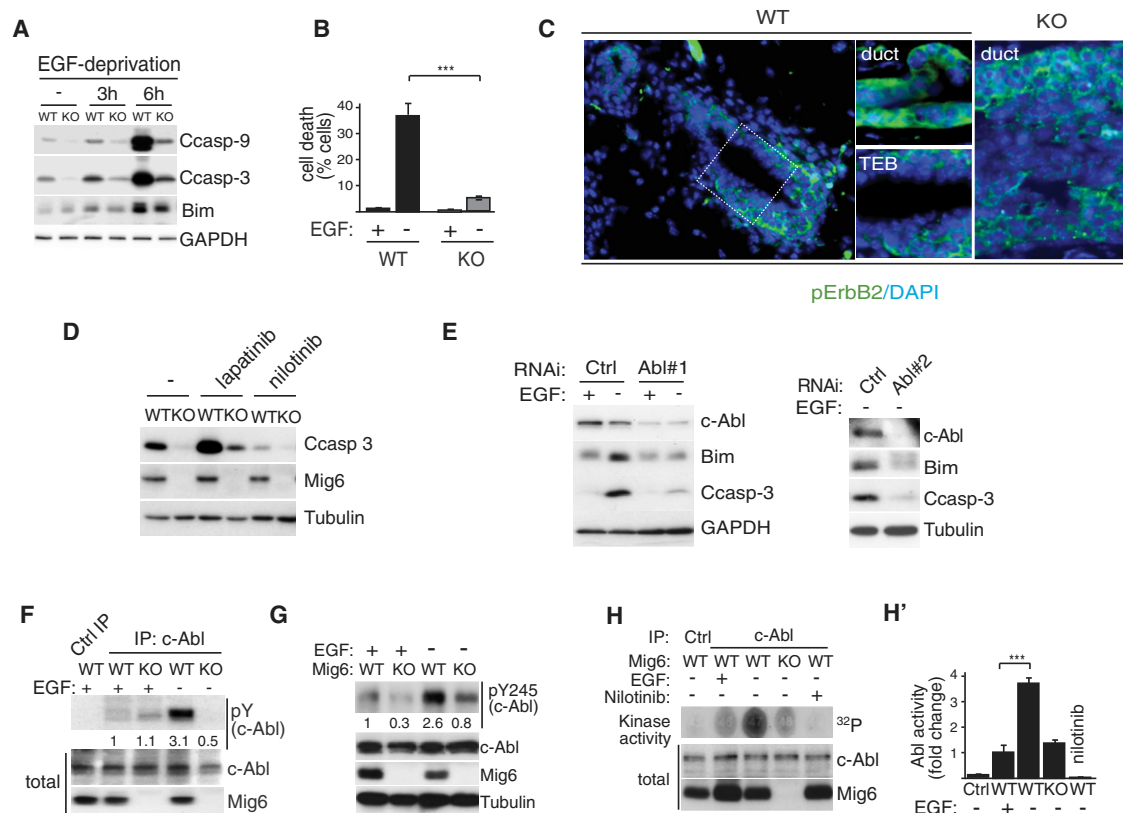 A
EGF-deprivation
- 3h 6h
WT KO WT KO WT KO
Ccasp-9
Ccasp-3
Bim
GAPDH
B
***
cell death
(% cells)
40
30
20
10
EGF: + - + -
WT KO
C
WT KO
duct
TEB
duct
pErbB2/DAPI
D
- lapatinib nilotinib
WTKO WTKO WTKO
Ccasp 3
Mig6
Tubulin
E
RNAi: Ctrl Abl#1
EGF: + - + -
c-Abl
Bim
Ccasp-3
GAPDH
RNAi: Ctrl Abl#2
EGF: - -
c-Abl
Bim
Ccasp-3
Tubulin
F
Ctrl IP IP: c-Abl
WT WT KO WT KO
EGF: + + + - -
pY
(c-Abl)
1 1.1 3.1 0.5
total
c-Abl
Mig6
G
EGF: + + - -
Mig6: WT KO WT KO
pY245
(c-Abl)
1 0.3 2.6 0.8
c-Abl
Mig6
Tubulin
H
IP: Ctrl c-Abl
Mig6: WT WT WT KO WT
EGF: - + - - -
Nilotinib: - - - - +
Kinase
activity
32P
total
c-Abl
Mig6
H'
***
Abl activity
(fold change)
4
3
2
1
0
nilotinib
Ctrl WT WT KO WT
EGF: + - - -